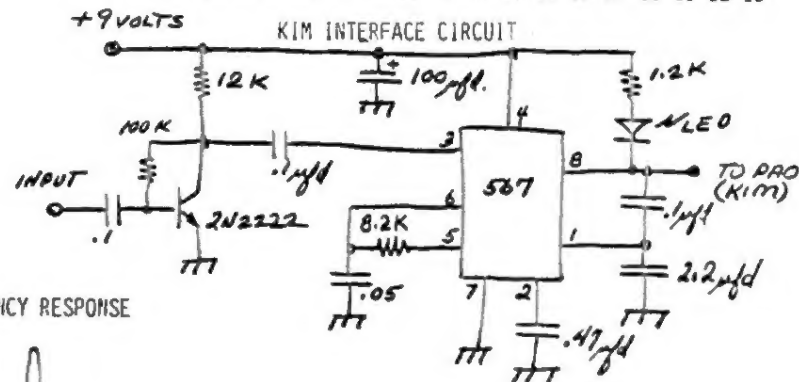 +9 VOLTS
KIM INTERFACE CIRCUIT
12K
100 µfd.
1.2K
100K
.1 µfd
3
4
LED
8
TO PAO
(KIM)
567
INPUT
.1
2N2222
6
8.2K
5
1
.1 µfd
2.2 µfd
.05
7
2
.47 µfd
NCY RESPONSE